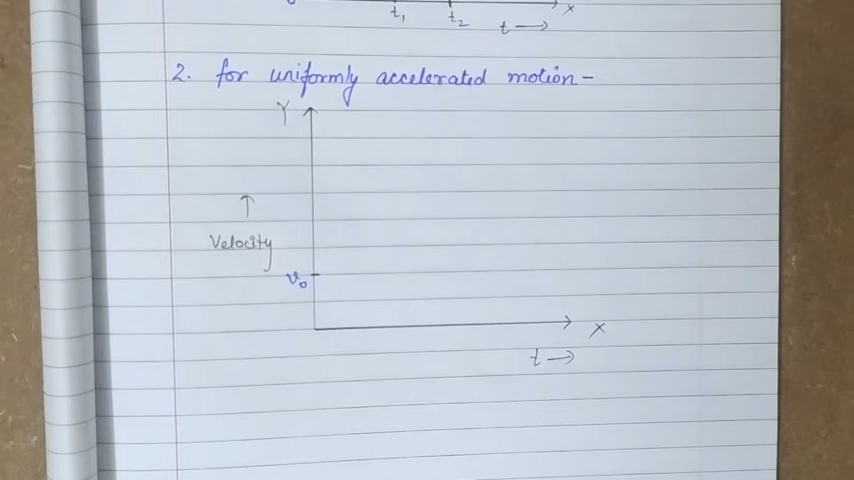 t₁ t₂ t → x
2. for uniformly accelerated motion-
Y
↑
Velocity
v₀
X
t →